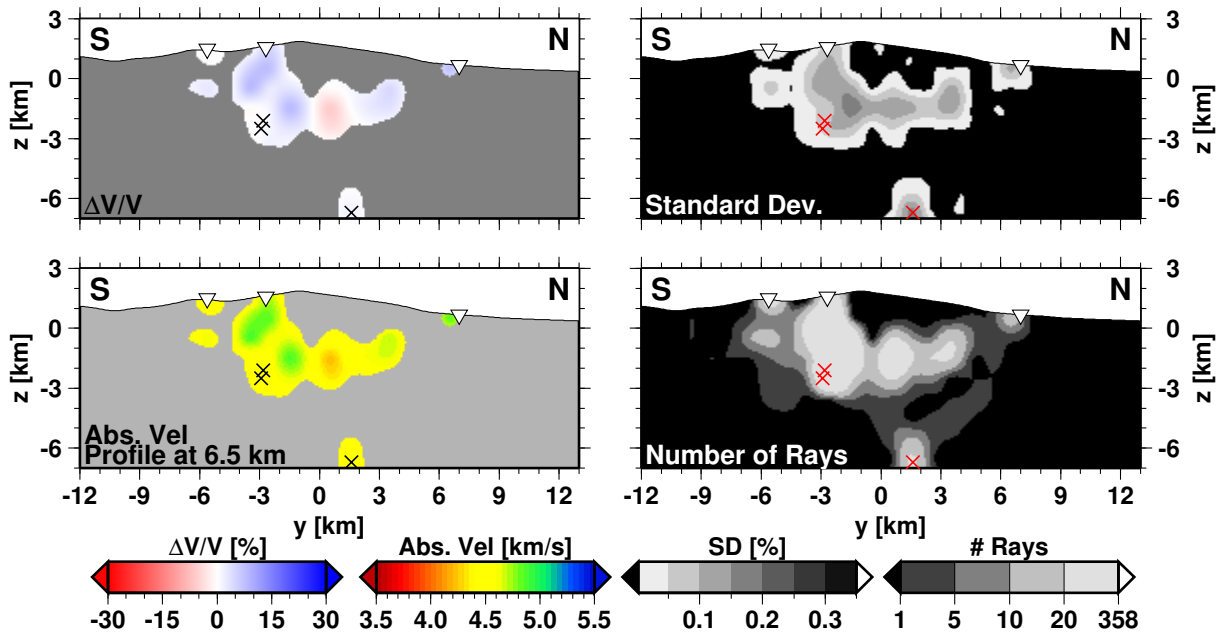 3
3
S N
S N
0
0
z [km]
z [km]
-3
-3
-6
-6
ΔV/V
Standard Dev.
3
3
S N
S N
0
0
z [km]
z [km]
-3
-3
-6
-6
Abs. Vel
Profile at 6.5 km
Number of Rays
-12 -9 -6 -3 0 3 6 9 12
-12 -9 -6 -3 0 3 6 9 12
y [km]
y [km]
ΔV/V [%]
Abs. Vel [km/s]
SD [%]
# Rays
-30 -15 0 15 30
3.5 4.0 4.5 5.0 5.5
0.1 0.2 0.3
1 5 10 20 358